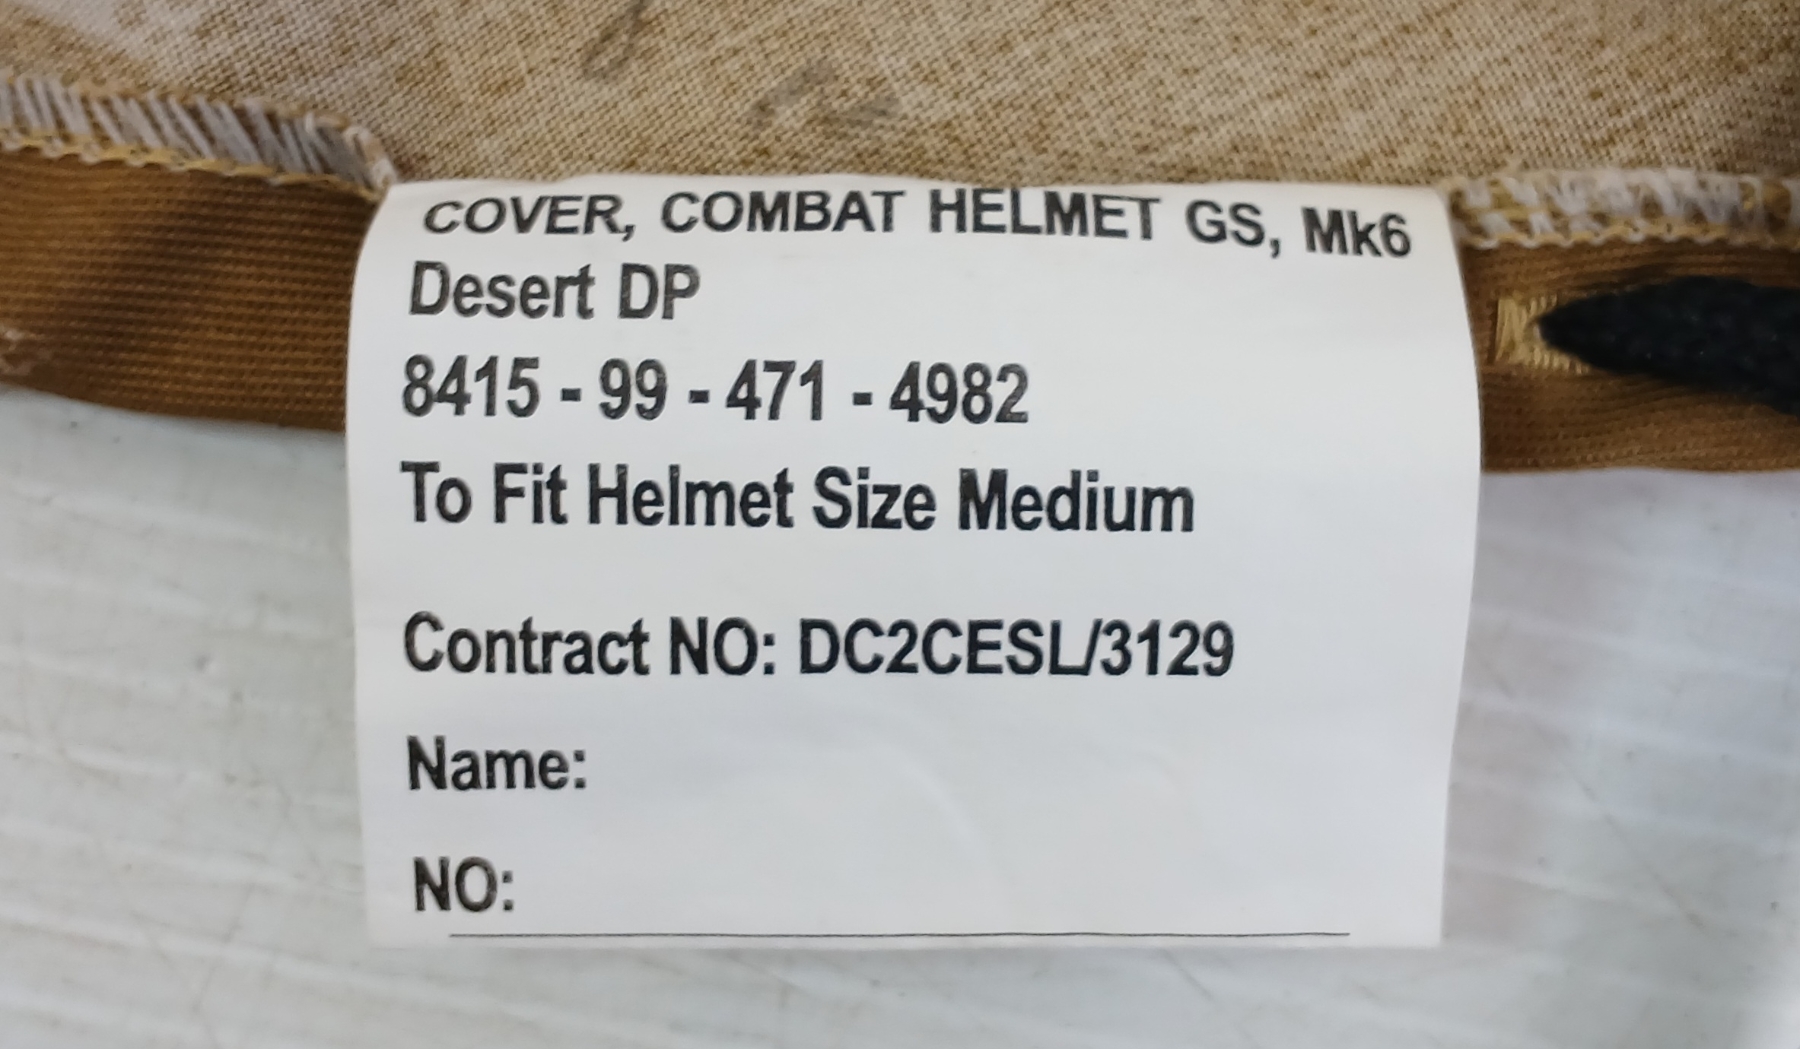 COVER, COMBAT HELMET GS, Mk6
Desert DP
8415 - 99 - 471 - 4982
To Fit Helmet Size Medium
Contract NO: DC2CESL/3129
Name:
NO: